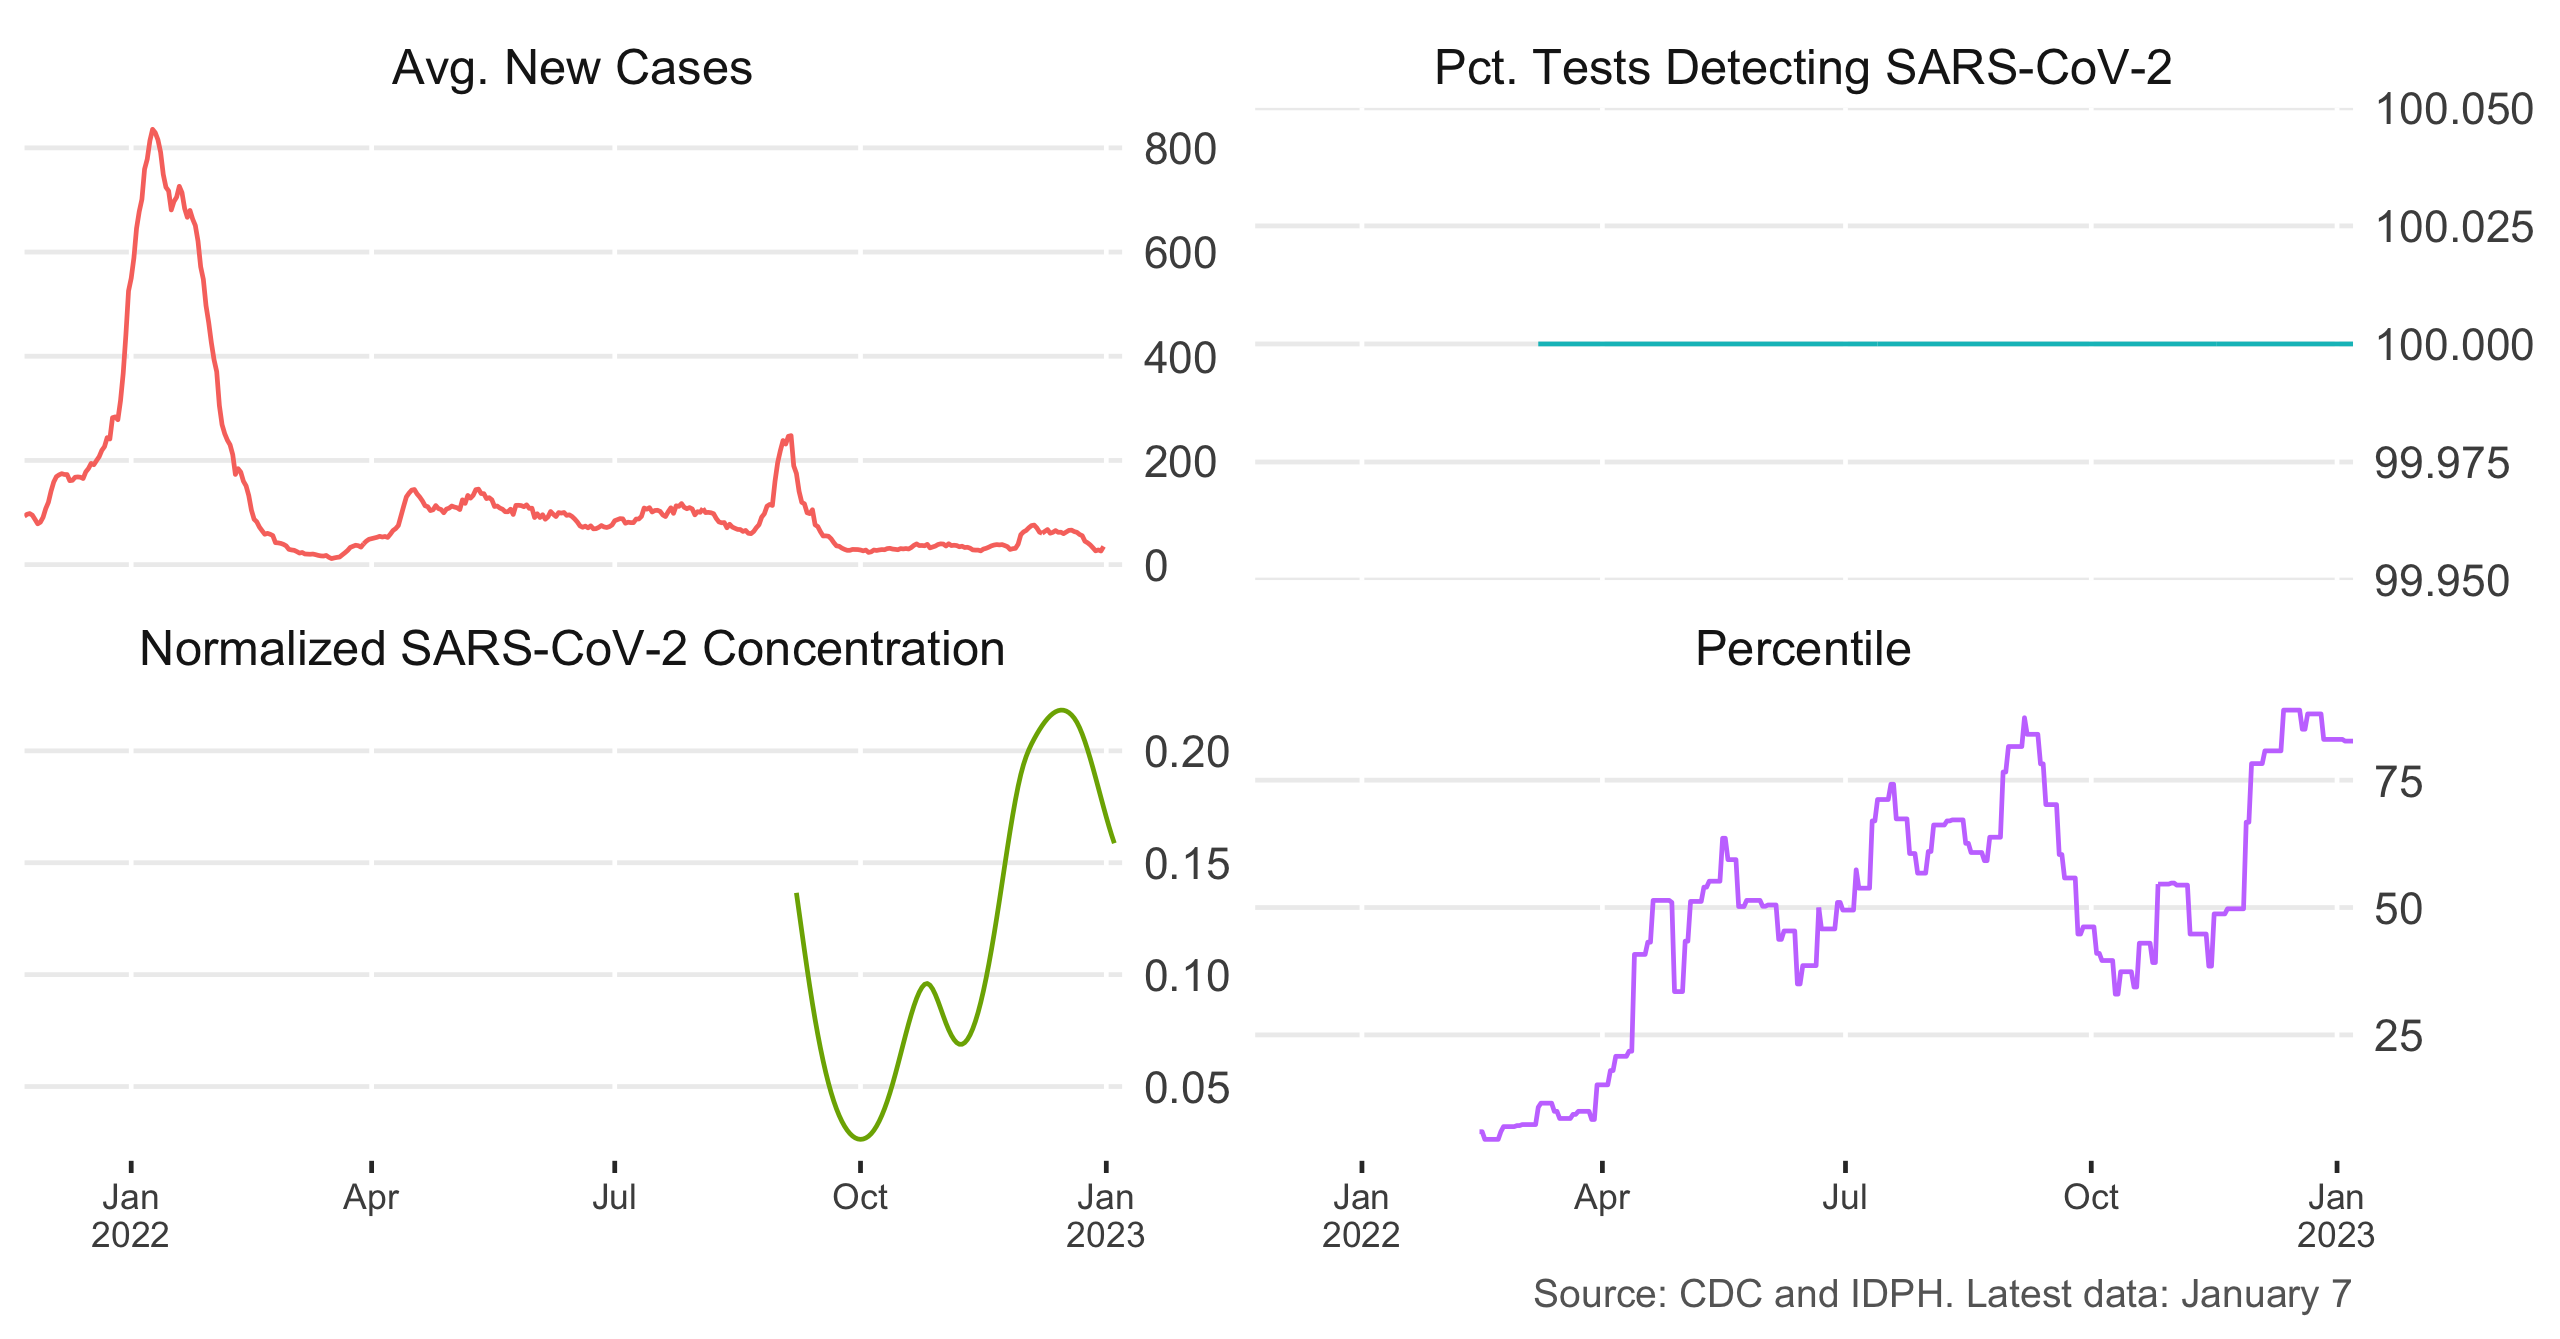 Avg. New Cases
800
600
400
200
0
Pct. Tests Detecting SARS-CoV-2
100.050
100.025
100.000
99.975
99.950
Normalized SARS-CoV-2 Concentration
0.20
0.15
0.10
0.05
Jan Apr Jul Oct Jan
2022 2023
Percentile
75
50
25
Jan Apr Jul Oct Jan
2022 2023
Source: CDC and IDPH. Latest data: January 7